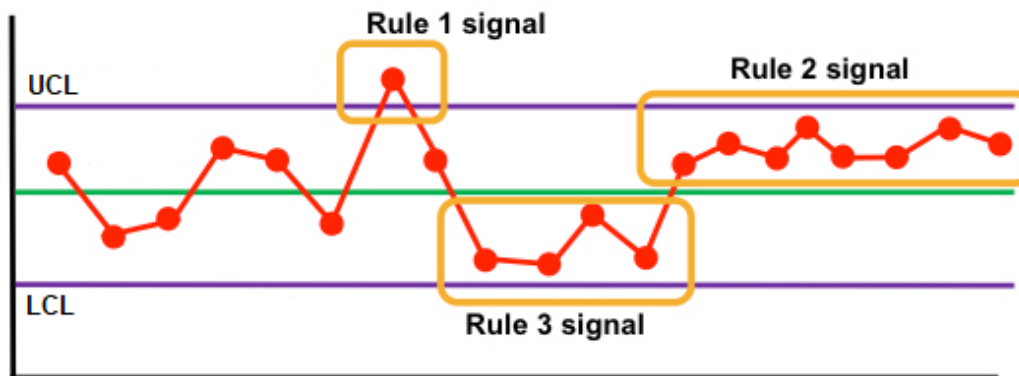 Rule 1 signal
Rule 2 signal
UCL
LCL
Rule 3 signal